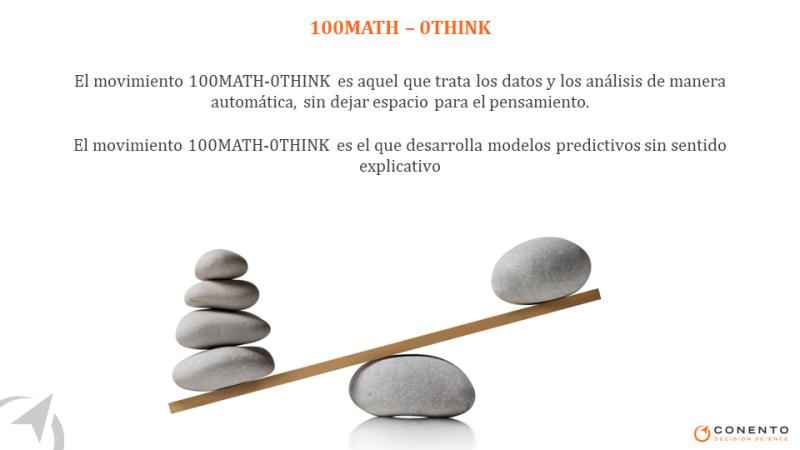 100MATH – 0THINK
El movimiento 100MATH-0THINK es aquel que trata los datos y los análisis de manera
automática, sin dejar espacio para el pensamiento.
El movimiento 100MATH-0THINK es el que desarrolla modelos predictivos sin sentido
explicativo
CONENTO
DECISION SCIENCE